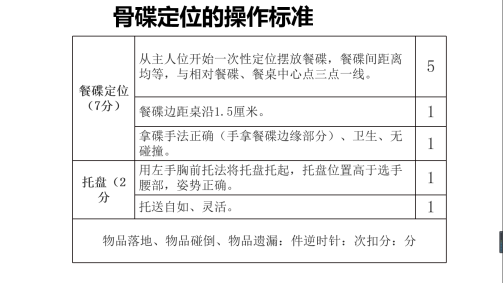 骨碟定位的操作标准
餐碟定位
（7分）
从主人位开始一次性定位摆放餐碟，餐碟间距离
均等，与相对餐碟、餐桌中心点三点一线。
5
餐碟边距桌沿1.5厘米。
1
拿碟手法正确（手拿餐碟边缘部分）、卫生、无
碰撞。
1
托盘（2
分
用左手胸前托法将托盘托起，托盘位置高于选手
腰部，姿势正确。
1
托送自如、灵活。
1
物品落地、物品碰倒、物品遗漏：件逆时针：次扣分：分